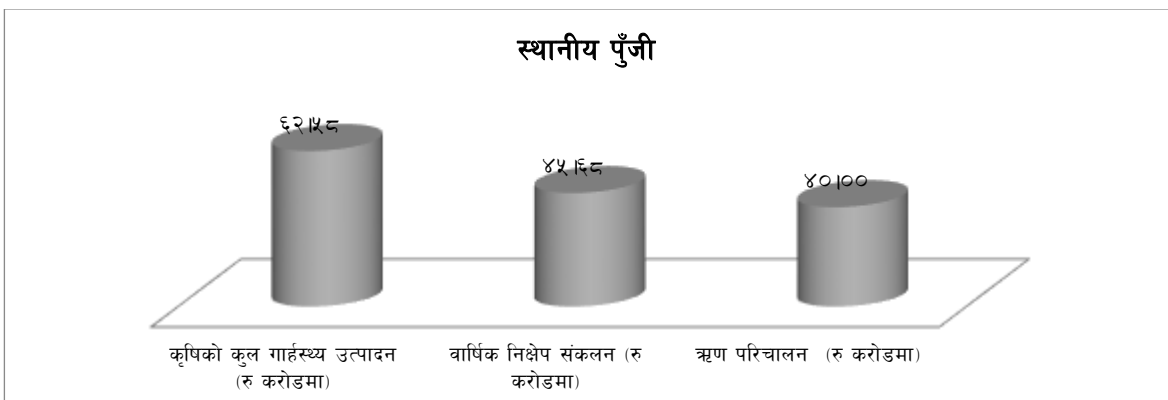 स्थानीय पुँजी
६२।५८
४५।६८
४०।००
कृषिको कुल गार्हस्थ्य उत्पादन
(रु करोडमा)
वार्षिक निक्षेप संकलन (रु
करोडमा)
ऋण परिचालन (रु करोडमा)